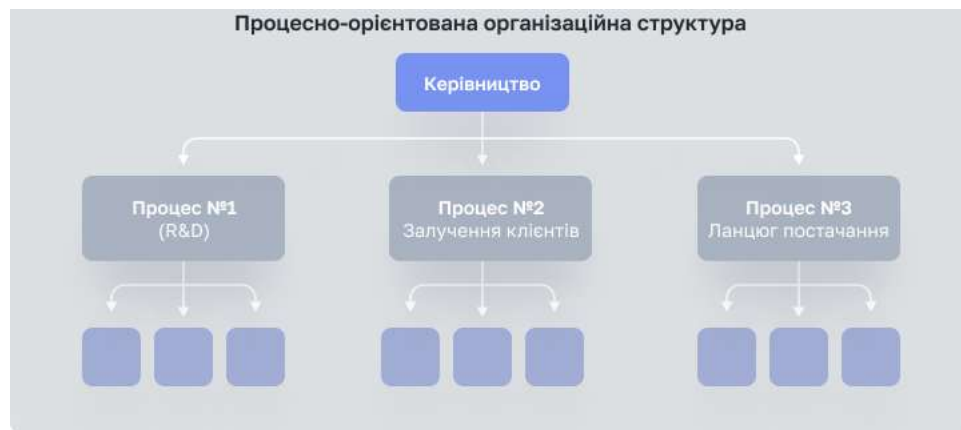 Процесно-орієнтована організаційна структура
Керівництво
Процес №1
(R&D)
Процес №2
Залучення клієнтів
Процес №3
Ланцюг постачання